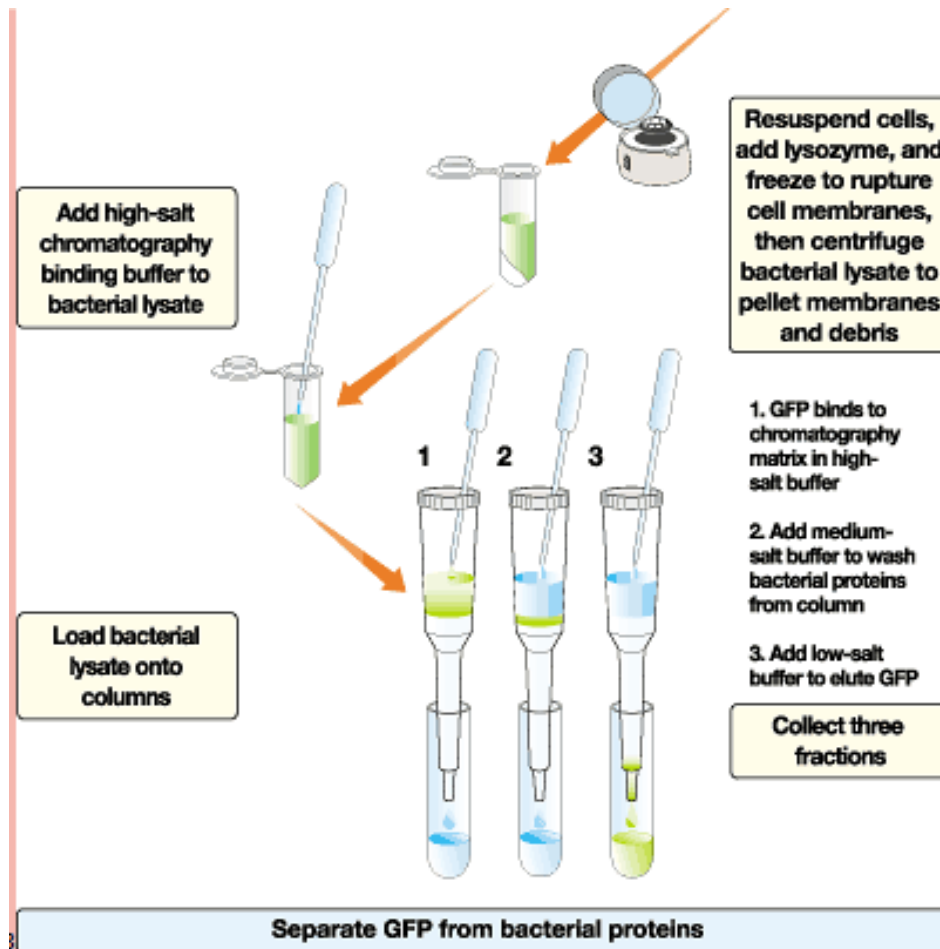 Resuspend cells,
add lysozyme, and
freeze to rupture
cell membranes,
then centrifuge
bacterial lysate to
pellet membranes
and debris
Add high-salt
chromatography
binding buffer to
bacterial lysate
1 2 3
1. GFP binds to
chromatography
matrix in high-
salt buffer
2. Add medium-
salt buffer to wash
bacterial proteins
from column
3. Add low-salt
buffer to elute GFP
Load bacterial
lysate onto
columns
Collect three
fractions
Separate GFP from bacterial proteins